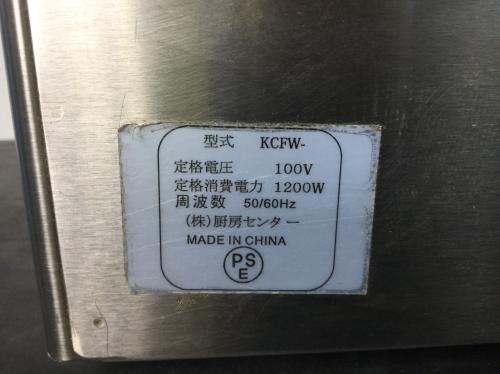 型式 KCFW-
定格電圧 100V
定格消費電力 1200W
周波数 50/60Hz
(株)厨房センター
MADE IN CHINA
PS
E